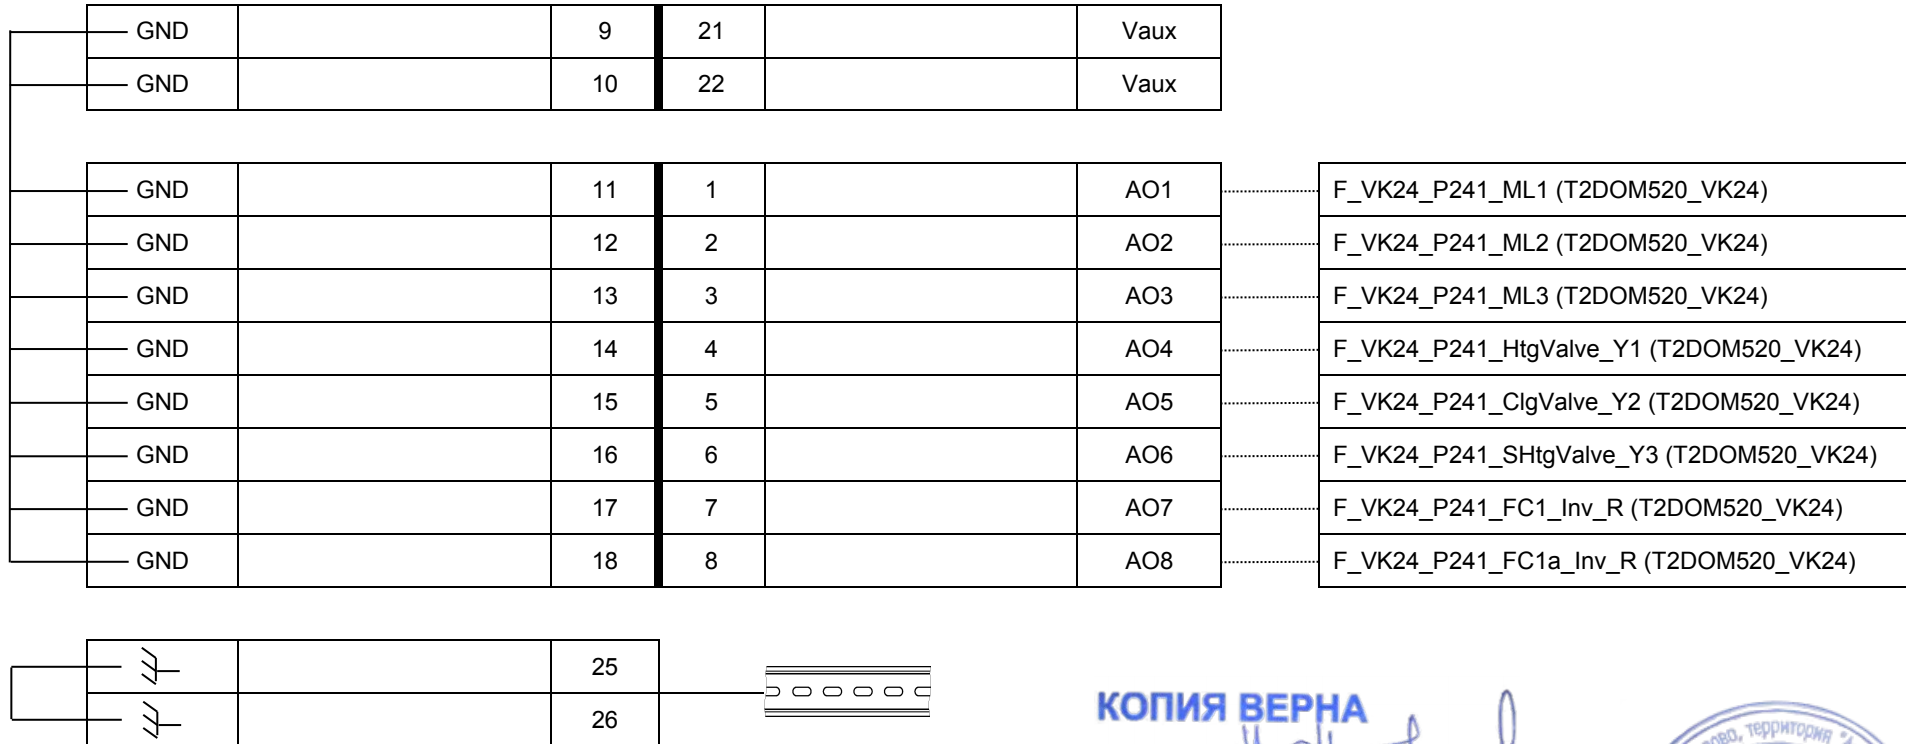 GND 9 21 Vaux
GND 10 22 Vaux
GND 11 1 AO1 F_VK24_P241_ML1 (T2DOM520_VK24)
GND 12 2 AO2 F_VK24_P241_ML2 (T2DOM520_VK24)
GND 13 3 AO3 F_VK24_P241_ML3 (T2DOM520_VK24)
GND 14 4 AO4 F_VK24_P241_HtgValve_Y1 (T2DOM520_VK24)
GND 15 5 AO5 F_VK24_P241_ClgValve_Y2 (T2DOM520_VK24)
GND 16 6 AO6 F_VK24_P241_SHtgValve_Y3 (T2DOM520_VK24)
GND 17 7 AO7 F_VK24_P241_FC1_Inv_R (T2DOM520_VK24)
GND 18 8 AO8 F_VK24_P241_FC1a_Inv_R (T2DOM520_VK24)
25
26
КОПИЯ ВЕРНА
территория